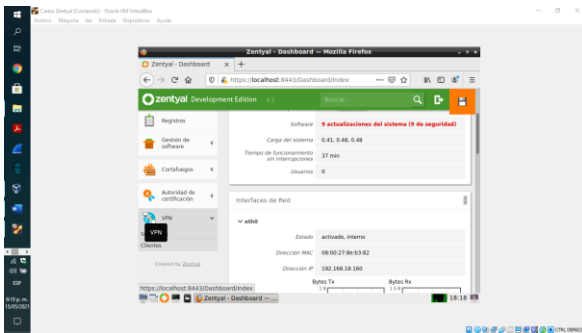 Carlos Zentyal [Corriendo] - Oracle VM VirtualBox
Archivo Máquina Ver Entrada Dispositivos Ayuda
Zentyal - Dashboard — Mozilla Firefox
Zentyal - Dashboard
https://localhost:8443/Dashboard/Index
zentyal Development Edition 6.2
Buscar...
Registros
Software 9 actualizaciones del sistema (9 de seguridad)
Gestión de software
Carga del sistema 0.41, 0.48, 0.48
Tiempo de funcionamiento sin interrupciones 37 min
Cortafuegos
Usuarios 0
Autoridad de certificación
Interfaces de Red
VPN
eth0
VPN
Estado activado, interno
Clientes
Dirección MAC 08:00:27:8e:b3:82
Created by Zentyal
Dirección IP 192.168.18.160
https://localhost:8443/Dashboard/Index#
Bytes Tx Bytes Rx
Zentyal - Dashboard — ...
18:18
ESP
6:18 p. m.
15/05/2021
CTRL DERECHO